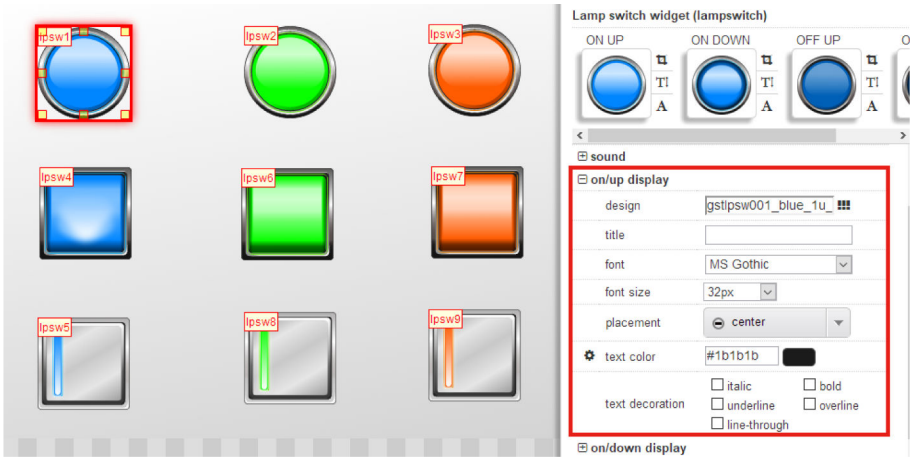 lpsw1
lpsw2
lpsw3
lpsw4
lpsw6
lpsw7
lpsw5
lpsw8
lpsw9
Lamp switch widget (lampswitch)
ON UP ON DOWN OFF UP O
T
T
T
A
A
A
sound
on/up display
design gstlpsw001_blue_1u_
title
font MS Gothic
font size 32px
placement center
text color #1b1b1b
text decoration
italic bold
underline overline
line-through
on/down display